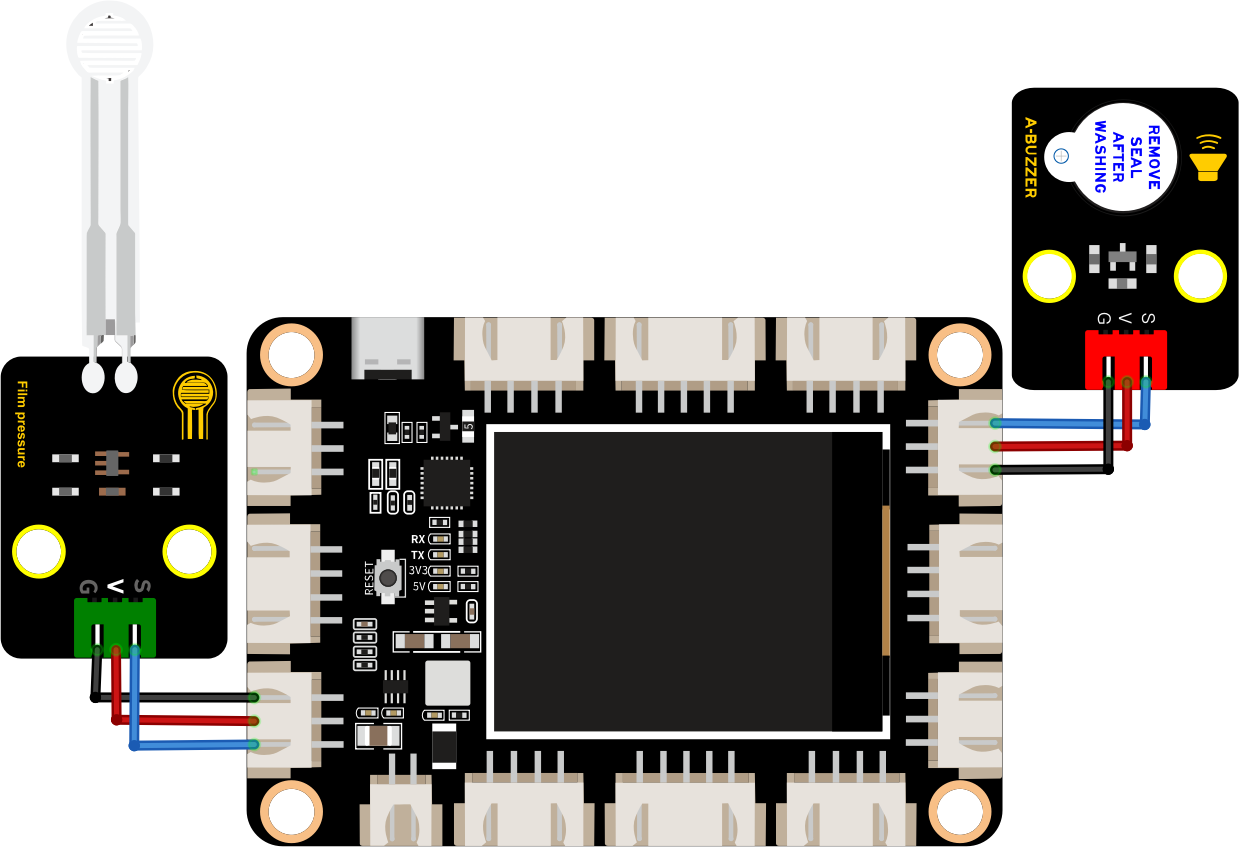 A-BUZZER
REMOVE
SEAL
AFTER
WASHING
G V S
Film pressure
G V S
5
RX
TX
3V3
5V
RESET